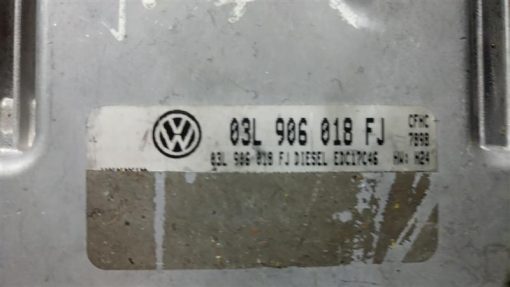 03L 906 018 FJ
CFHC
7898
03L 906 018 FJ DIESEL EDC17C46 HW: H24